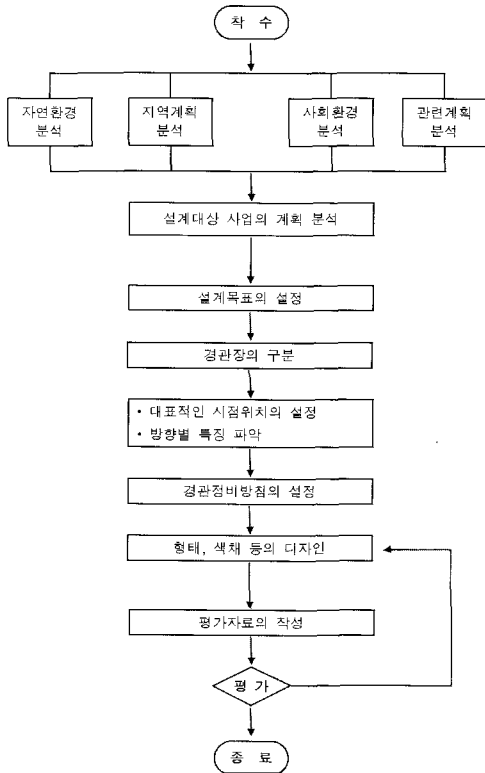 착 수
자연환경
분석
지역계획
분석
사회환경
분석
관련계획
분석
설계대상 사업의 계획 분석
설계목표의 설정
경관장의 구분
• 대표적인 시점위치의 설정
• 방향별 특징 파악
경관정비방침의 설정
형태, 색채 등의 디자인
평가자료의 작성
평 가
종 료